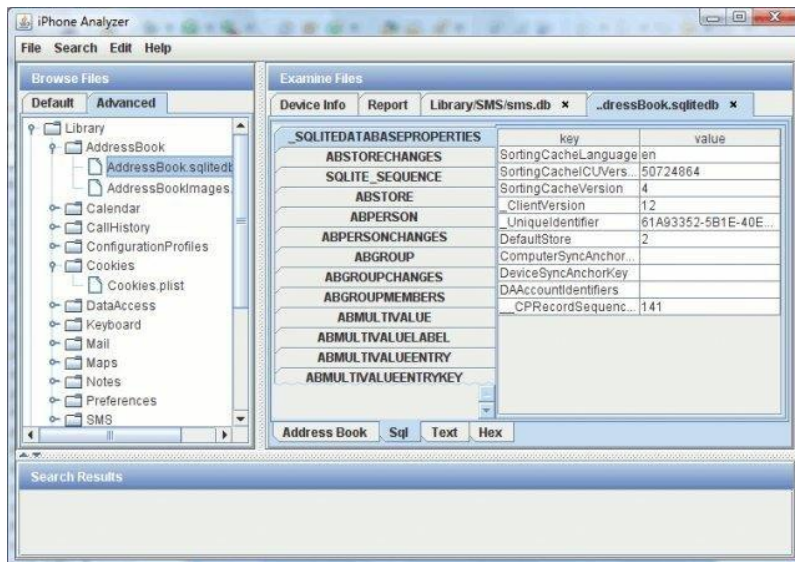 iPhone Analyzer
File Search Edit Help
Browse Files
Default Advanced
Library
AddressBook
AddressBook.sqlitedb
AddressBookImages.
Calendar
CallHistory
ConfigurationProfiles
Cookies
Cookies.plist
DataAccess
Keyboard
Mail
Maps
Notes
Preferences
SMS
Examine Files
Device Info Report Library/SMS/sms.db × ..dressBook.sqlitedb ×
_SQLITEDATABASEPROPERTIES
ABSTORECHANGES
SQLITE_SEQUENCE
ABSTORE
ABPERSON
ABPERSONCHANGES
ABGROUP
ABGROUPCHANGES
ABGROUPMEMBERS
ABMULTIVALUE
ABMULTIVALUELABEL
ABMULTIVALUEENTRY
ABMULTIVALUEENTRYKEY
key value
SortingCacheLanguage en
SortingCacheICUVers... 50724864
SortingCacheVersion 4
_ClientVersion 12
_UniqueIdentifier 61A93352-5B1E-40E...
DefaultStore 2
ComputerSyncAnchor...
DeviceSyncAnchorKey
DAAccountIdentifiers
__CPRecordSequenc... 141
Address Book Sql Text Hex
Search Results